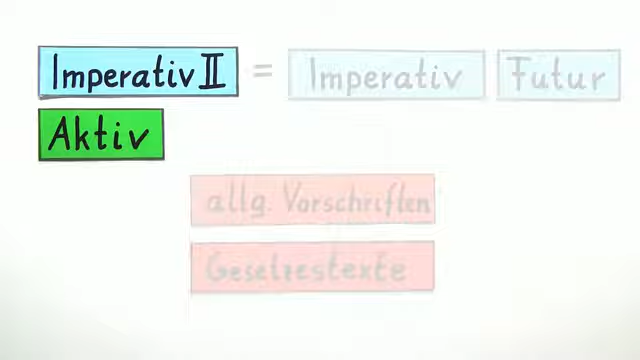 Imperativ II = Imperativ Futur
Aktiv
allg. Vorschriften
Gesetzestexte